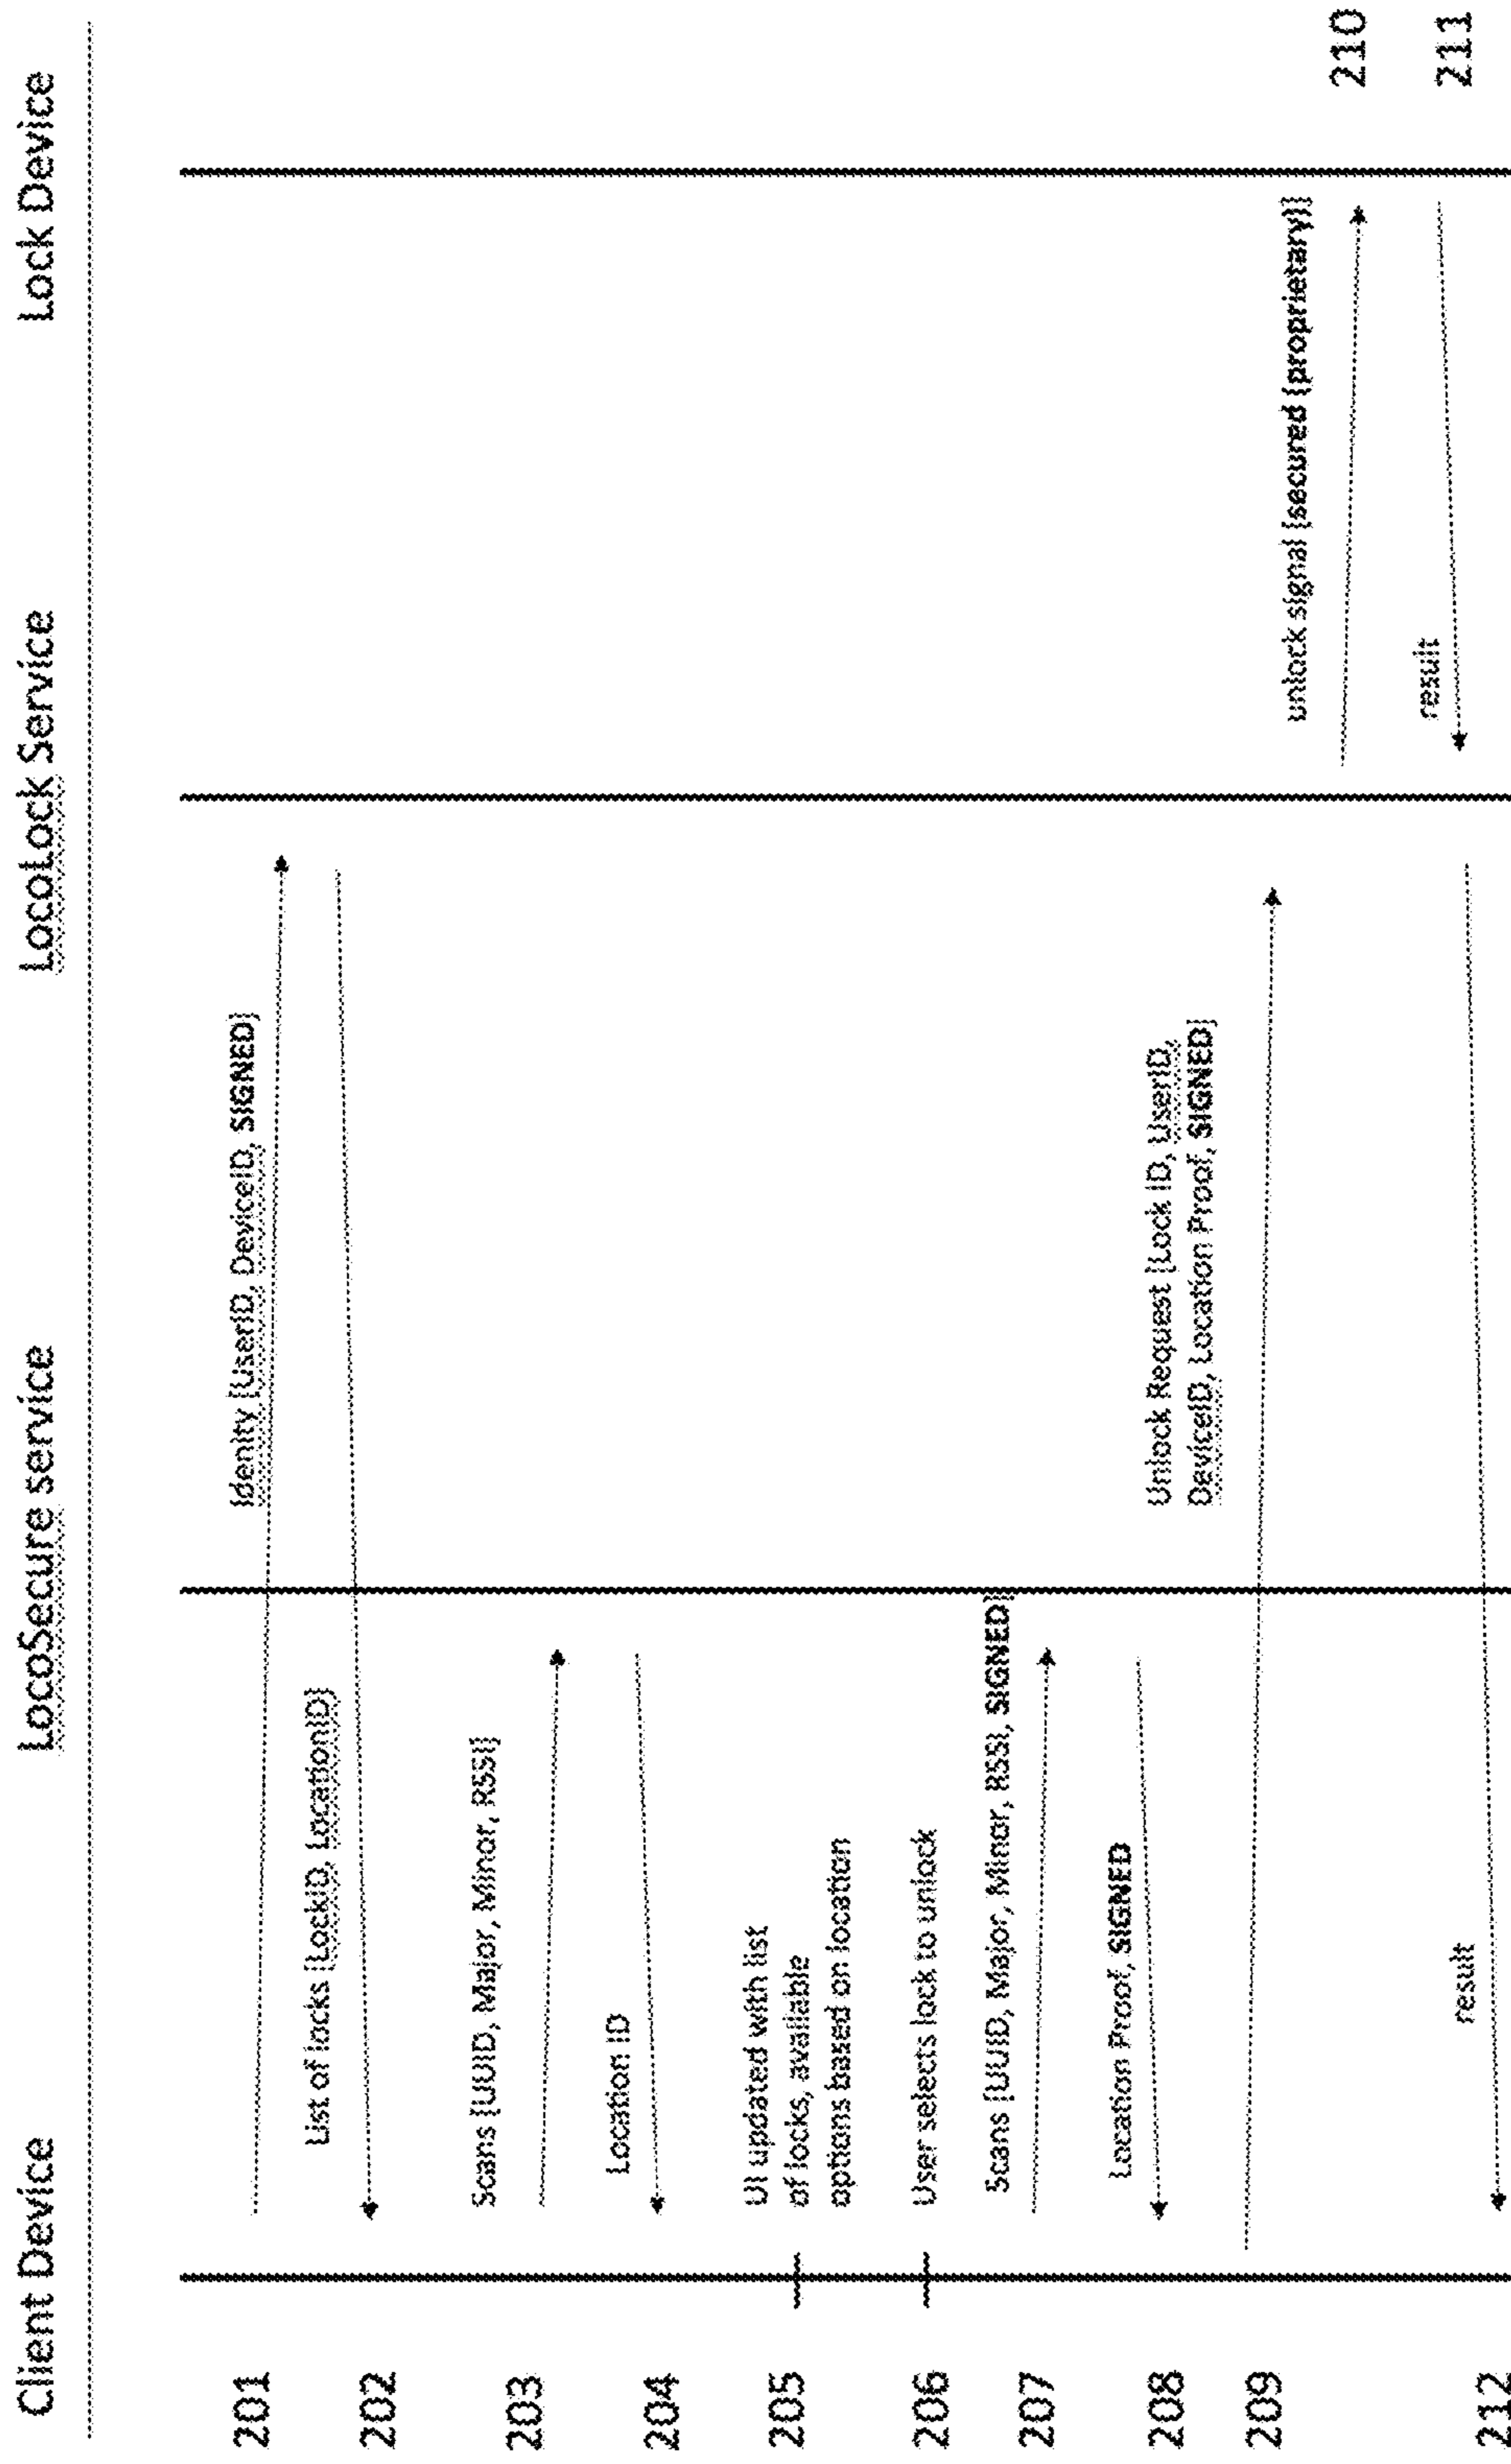 Client Device
LocoSecure service
LocoLock Service
Lock Device
201
Idenity [UserID, DeviceID, SIGNED]
202
List of locks [LockID, LocationID]
203
Scans [UUID, Major, Minor, RSSI]
204
Location ID
205
UI updated with list
of locks, available
options based on location
206
User selects lock to unlock
207
Scans [UUID, Major, Minor, RSSI, SIGNED]
208
Location Proof, SIGNED
209
Unlock Request [Lock ID, UserID,
DeviceID, Location Proof, SIGNED]
unlock signal [secured (proprietary)]
210
result
211
212
result